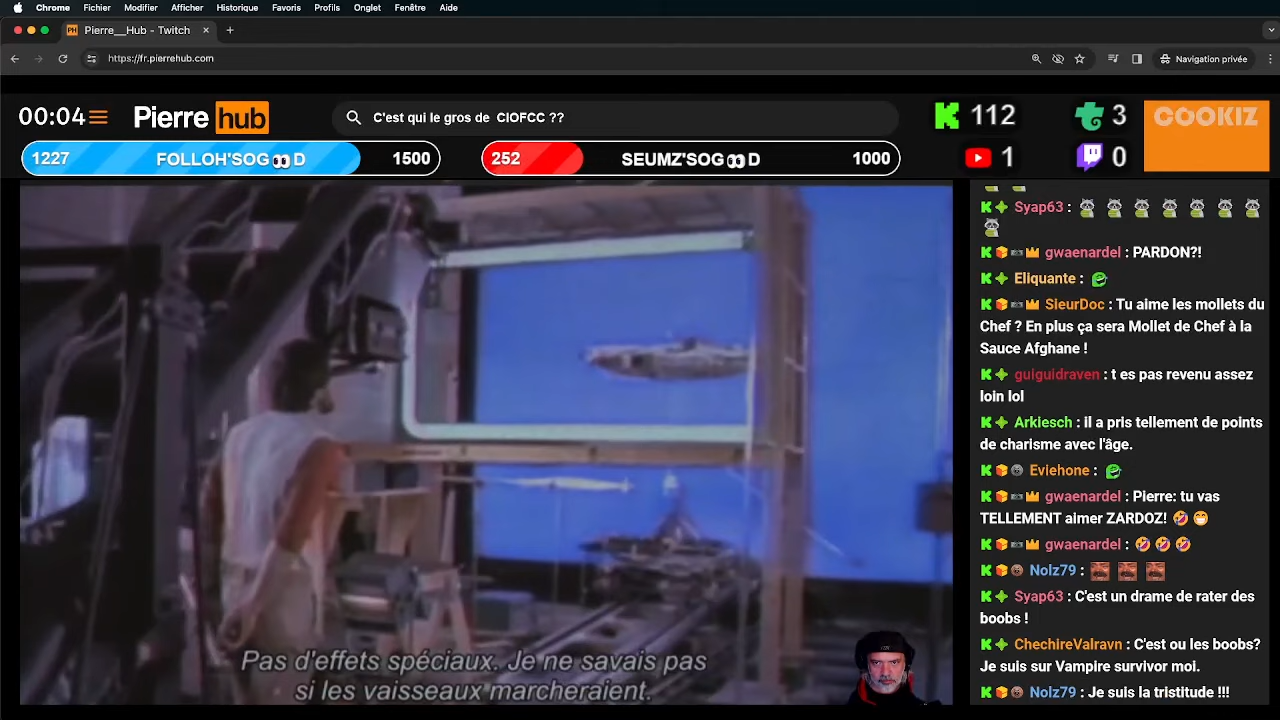 Chrome Fichier Modifier Afficher Historique Favoris Profils Onglet Fenêtre Aide
PH Pierre__Hub - Twitch
https://fr.pierrehub.com
Navigation privée
00:04 Pierre hub
C'est qui le gros de CIOFCC ??
K 112
3
1
0
COOKIZ
1227 FOLLOH'SOG👀D 1500
252 SEUMZ'SOG👀D 1000
Syap63 :
gwaenardel : PARDON?!
Eliquante :
SieurDoc : Tu aime les mollets du
Chef ? En plus ça sera Mollet de Chef à la
Sauce Afghane !
guiguidraven : t es pas revenu assez
loin lol
Arkiesch : il a pris tellement de points
de charisme avec l'âge.
Eviehone :
gwaenardel : Pierre: tu vas
TELLEMENT aimer ZARDOZ! 🤣 😁
gwaenardel : 🤣 🤣 🤣
Nolz79 :
Syap63 : C'est un drame de rater des
boobs !
ChechireValravn : C'est ou les boobs?
Je suis sur Vampire survivor moi.
Nolz79 : Je suis la tristitude !!!
Pas d'effets spéciaux. Je ne savais pas
si les vaisseaux marcheraient.